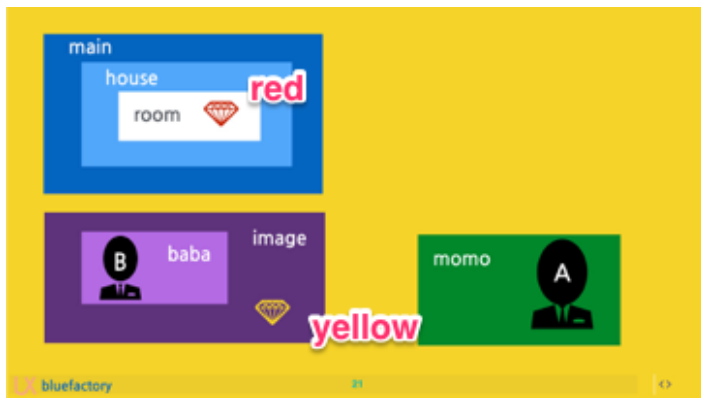 main
house
red
room
image
B
baba
momo
A
yellow
UX bluefactory
21
<>